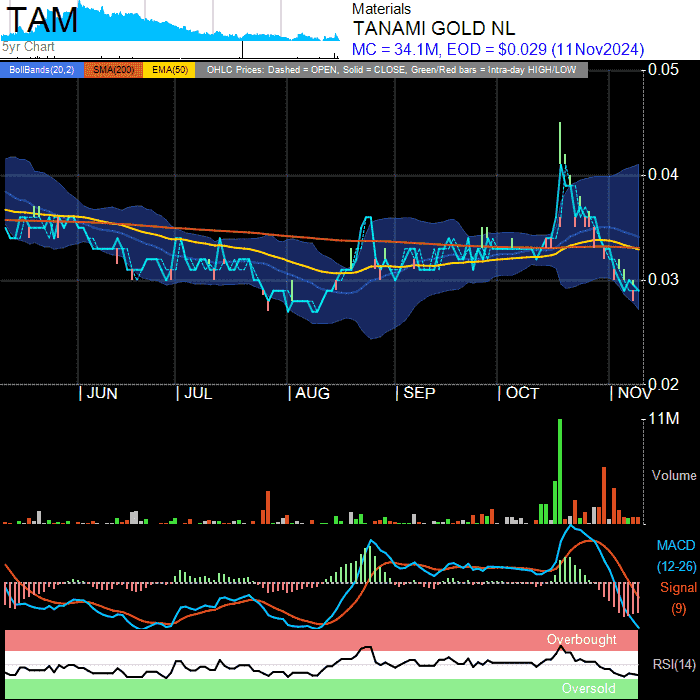 TAM
5yr Chart
Materials
TANAMI GOLD NL
MC = 34.1M, EOD = $0.029 (11Nov2024)
BollBands(20,2) SMA(200) EMA(50) OHLC Prices: Dashed = OPEN, Solid = CLOSE, Green/Red bars = Intra-day HIGH/LOW
0.05
0.04
0.03
0.02
| JUN | JUL | AUG | SEP | OCT | NOV
11M
Volume
MACD
(12-26)
Signal
(9)
Overbought
RSI(14)
Oversold